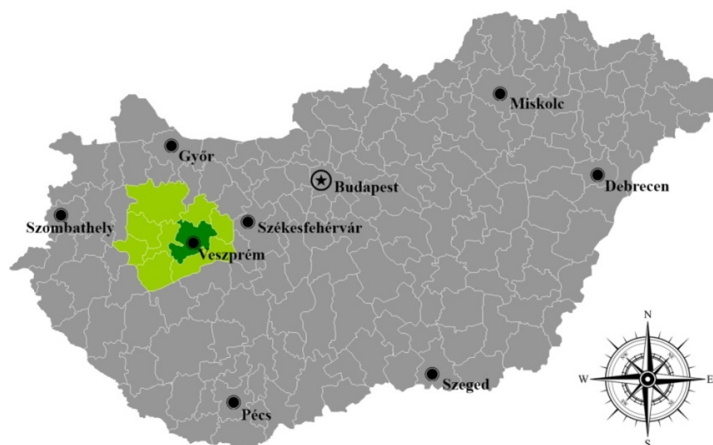 Miskolc
Győr
Budapest
Debrecen
Szombathely
Székesfehérvár
Veszprém
Szeged
Pécs
N
W
E
S